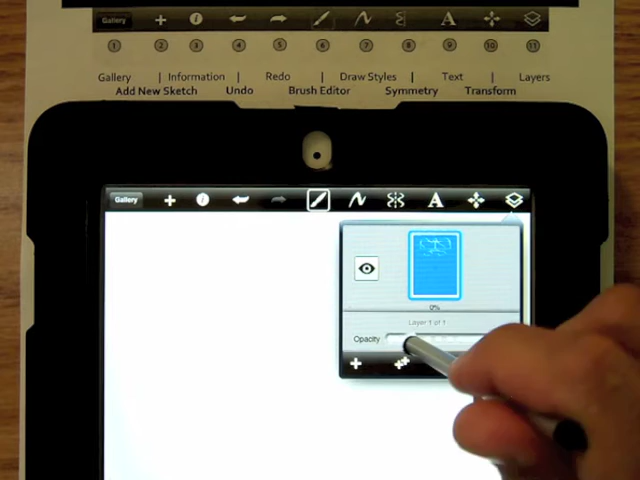 Gallery A
1 2 3 4 5 6 7 8 9 10 11
Gallery | Information | Redo | Draw Styles | Text | Layers
Add New Sketch Undo Brush Editor Symmetry Transform
Gallery A
0%
Layer 1 of 1
Opacity